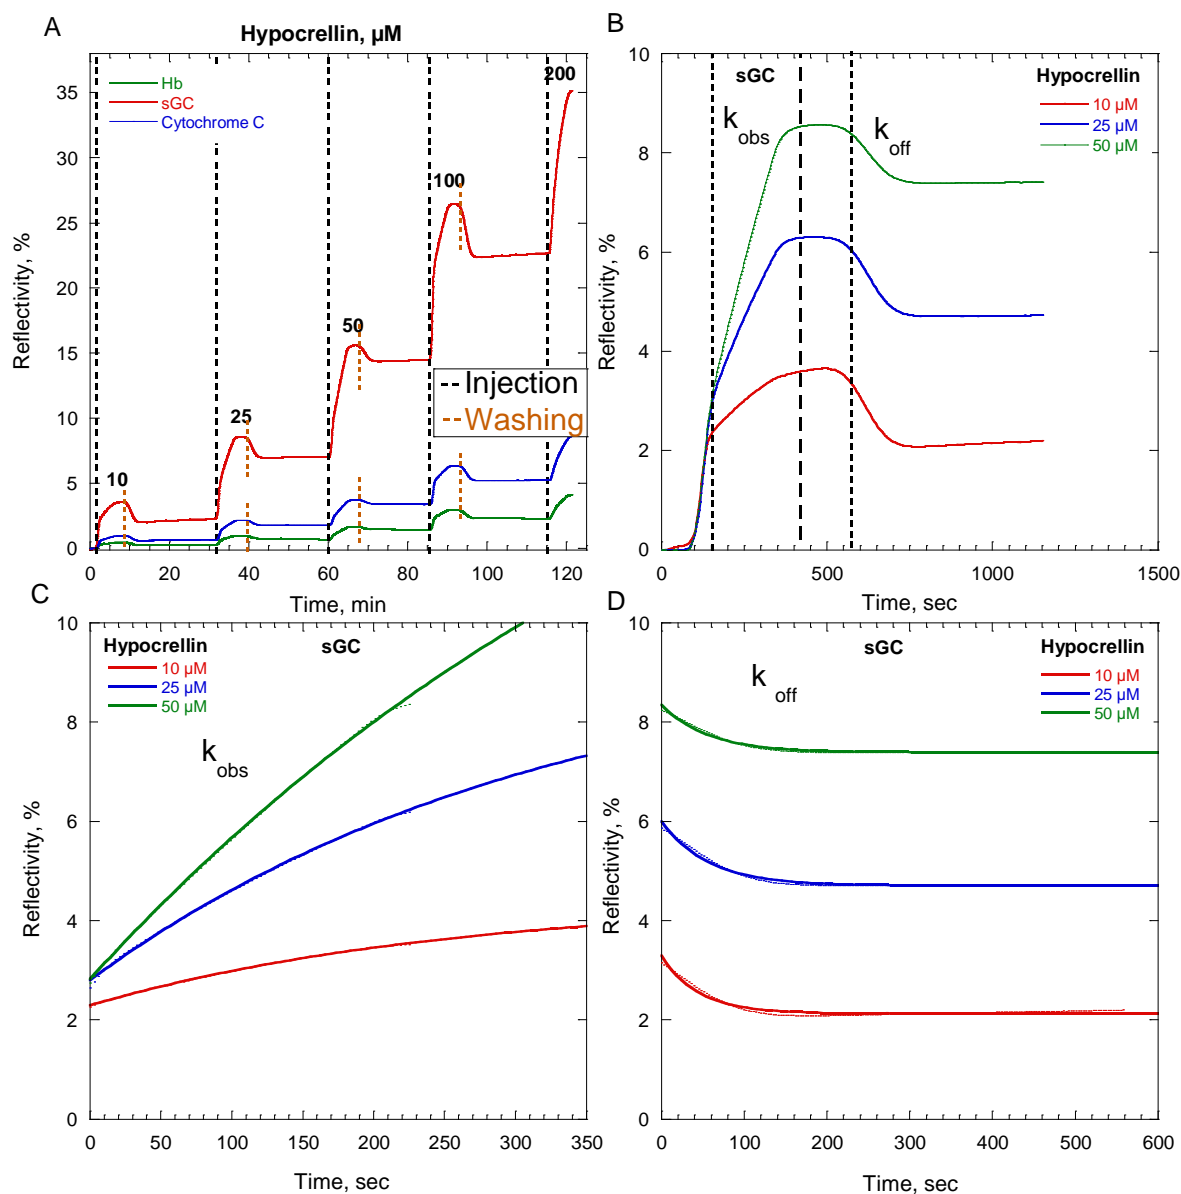 A
Hypocrellin, µM
Hb
sGC
Cytochrome C
10
25
50
100
200
Injection
Washing
Reflectivity, %
0
5
10
15
20
25
30
35
0
20
40
60
80
100
120
Time, min
B
sGC
Hypocrellin
10 µM
25 µM
50 µM
k obs
k off
Reflectivity, %
0
2
4
6
8
10
0
500
1000
1500
Time, sec
C
Hypocrellin
sGC
10 µM
25 µM
50 µM
k obs
Reflectivity, %
0
2
4
6
8
10
0
50
100
150
200
250
300
350
Time, sec
D
sGC
Hypocrellin
10 µM
25 µM
50 µM
k off
Reflectivity, %
0
2
4
6
8
10
0
100
200
300
400
500
600
Time, sec